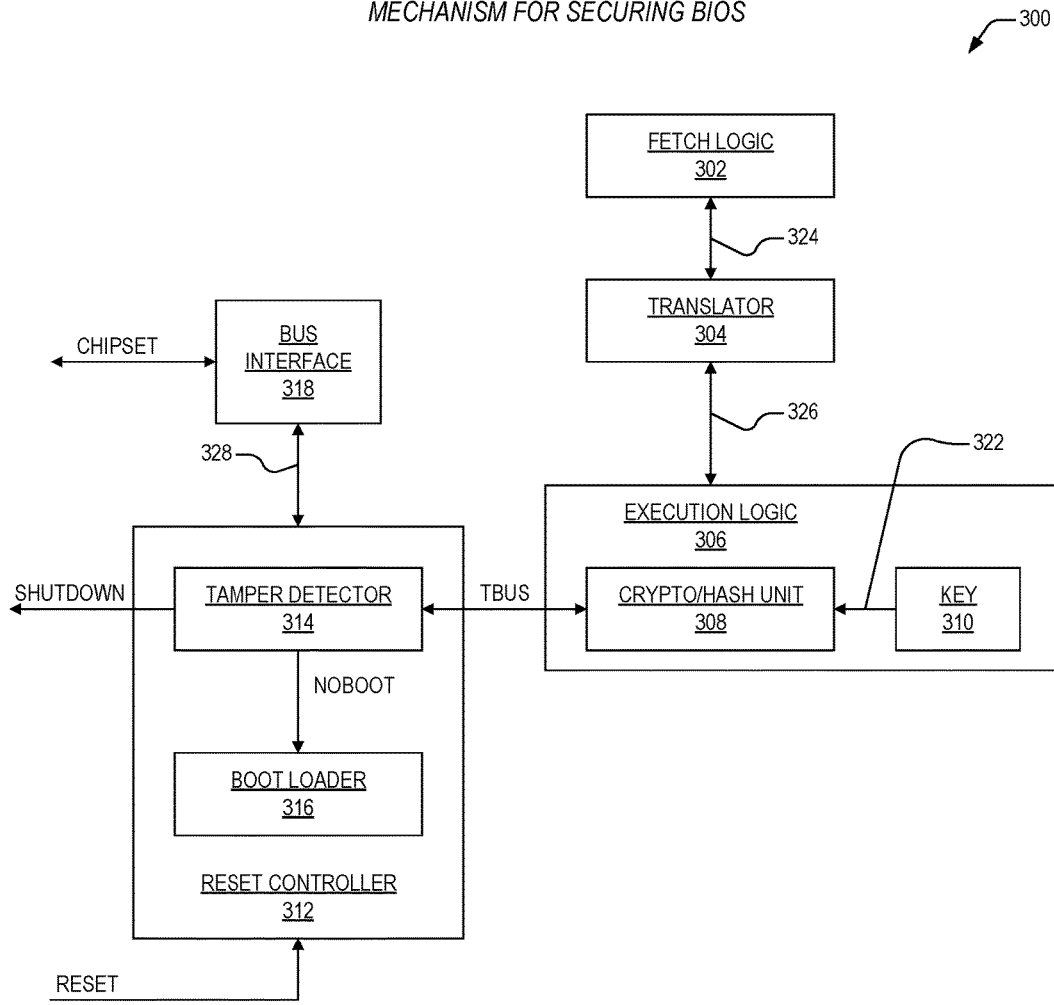 MECHANISM FOR SECURING BIOS
300
FETCH LOGIC
302
324
TRANSLATOR
304
BUS
INTERFACE
318
CHIPSET
326
328
322
EXECUTION LOGIC
306
SHUTDOWN
TAMPER DETECTOR
314
TBUS
CRYPTO/HASH UNIT
308
KEY
310
NOBOOT
BOOT LOADER
316
RESET CONTROLLER
312
RESET